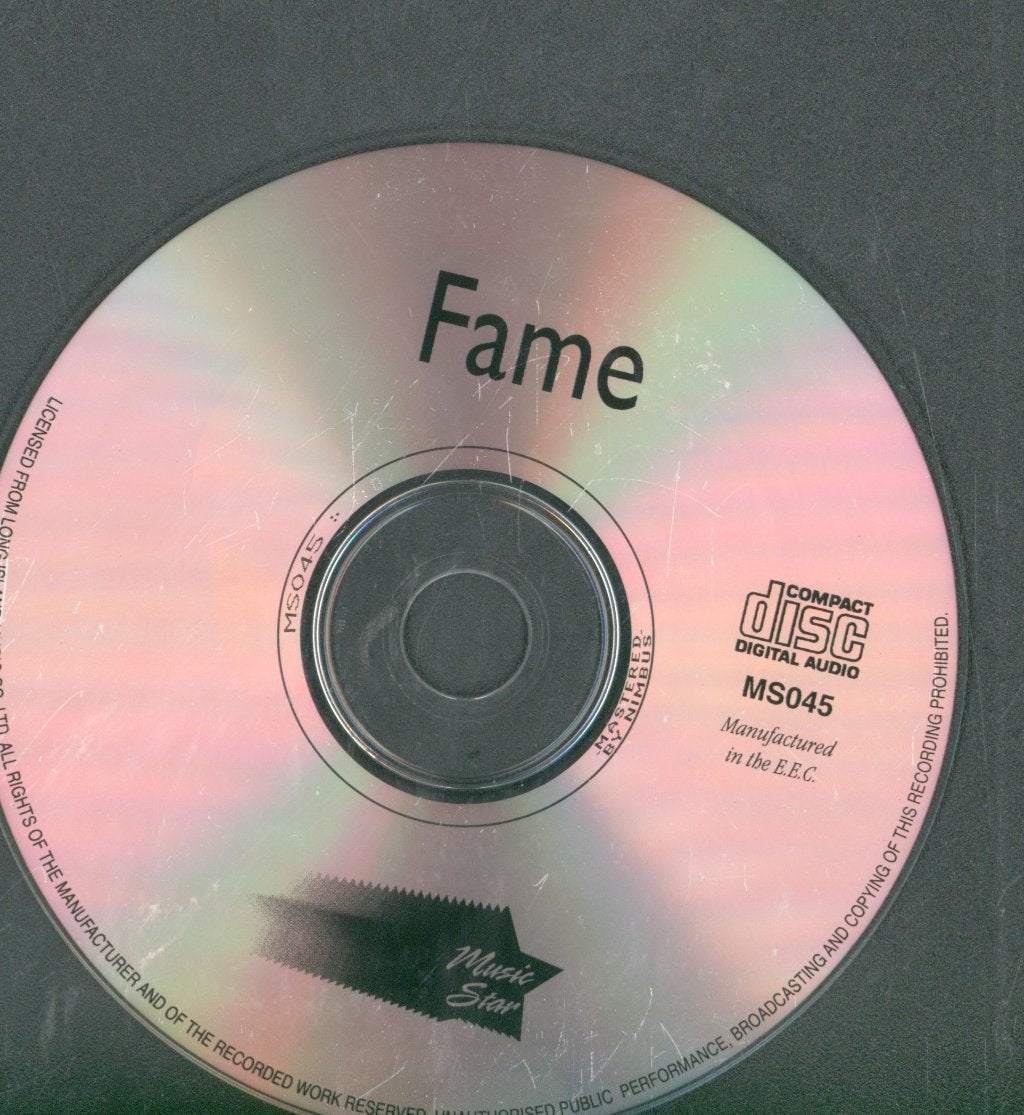 Fame
MS045
-MASTERED-
BY NIMBUS-
COMPACT
disc
DIGITAL AUDIO
MS045
Manufactured
in the E.E.C.
Music
Star
LICENSED FROM LONG LTD. ALL RIGHTS OF THE MANUFACTURER AND OF THE RECORDED WORK RESERVED. UNAUTHORISED PUBLIC PERFORMANCE, BROADCASTING AND COPYING OF THIS RECORDING PROHIBITED.